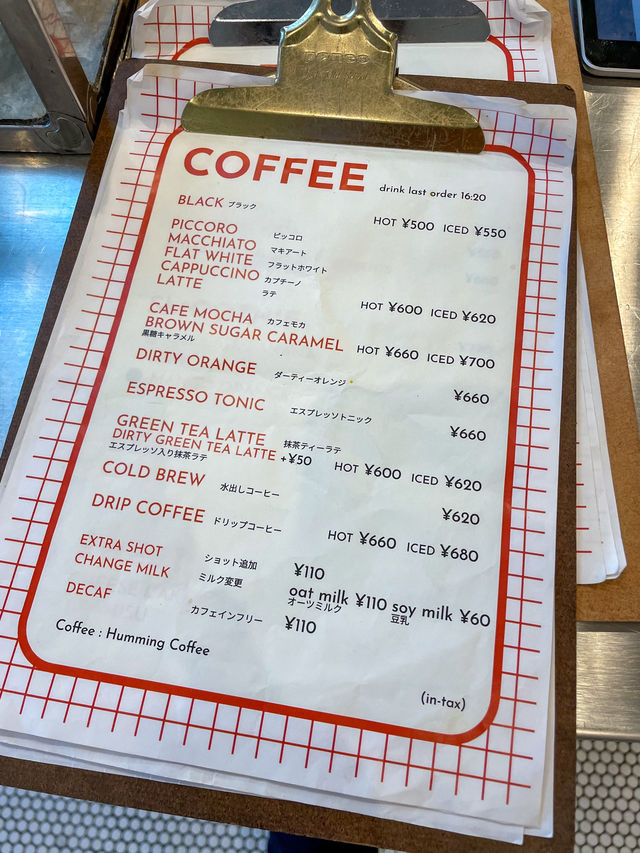 COFFEE drink last order 16:20
BLACK ブラック HOT ¥500 ICED ¥550
PICCORO ピッコロ
MACCHIATO マキアート
FLAT WHITE フラットホワイト
CAPPUCCINO カプチーノ
LATTE ラテ HOT ¥600 ICED ¥620
CAFE MOCHA カフェモカ
BROWN SUGAR CARAMEL HOT ¥660 ICED ¥700
黒糖キャラメル
DIRTY ORANGE ダーティーオレンジ ¥660
ESPRESSO TONIC エスプレッソトニック ¥660
GREEN TEA LATTE 抹茶ティーラテ
DIRTY GREEN TEA LATTE +¥50 HOT ¥600 ICED ¥620
エスプレッソ入り抹茶ラテ
COLD BREW 水出しコーヒー ¥620
DRIP COFFEE ドリップコーヒー HOT ¥660 ICED ¥680
EXTRA SHOT ショット追加 ¥110
CHANGE MILK ミルク変更 oat milk ¥110 soy milk ¥60
オーツミルク 豆乳
DECAF カフェインフリー ¥110
Coffee : Humming Coffee
(in-tax)